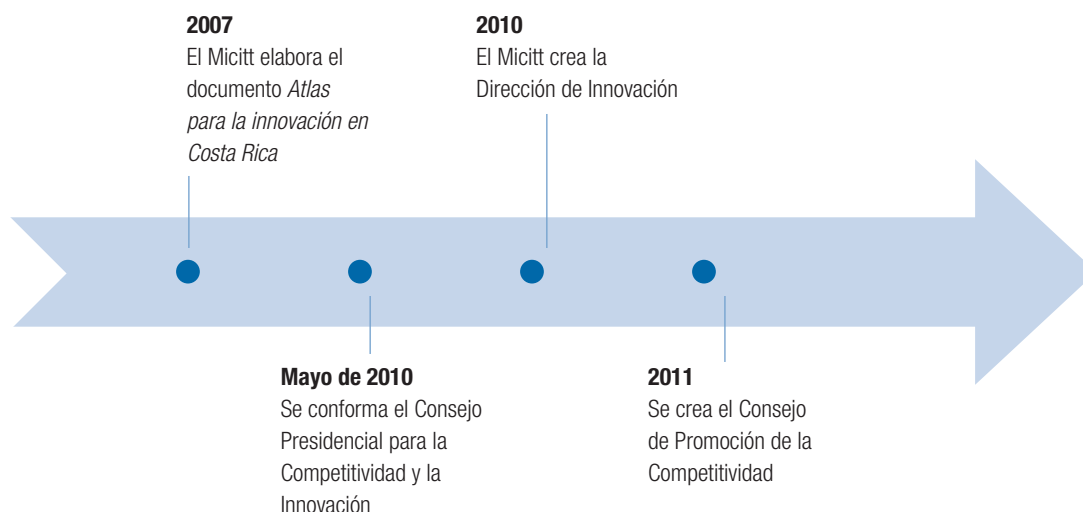 2007
El Micitt elabora el
documento Atlas
para la innovación en
Costa Rica
2010
El Micitt crea la
Dirección de Innovación
Mayo de 2010
Se conforma el Consejo
Presidencial para la
Competitividad y la
Innovación
2011
Se crea el Consejo
de Promoción de la
Competitividad